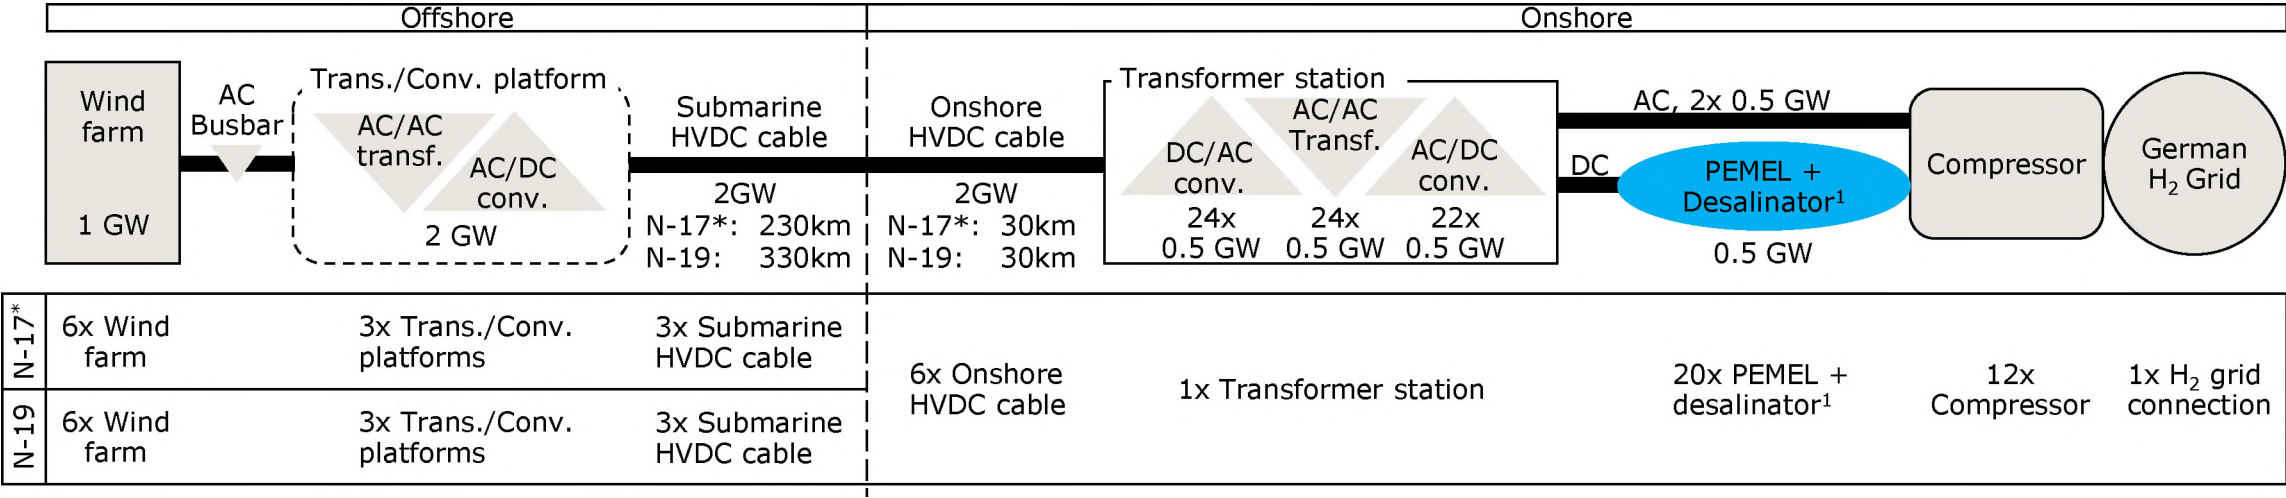 Offshore
Onshore
Wind
farm
1 GW
AC
Busbar
Trans./Conv. platform
AC/AC
transf.
AC/DC
conv.
2 GW
Submarine
HVDC cable
2GW
N-17*: 230km
N-19: 330km
Onshore
HVDC cable
2GW
N-17*: 30km
N-19: 30km
Transformer station
DC/AC
conv.
24x
0.5 GW
AC/AC
Transf.
24x
0.5 GW
AC/DC
conv.
22x
0.5 GW
AC, 2x 0.5 GW
DC
PEMEL +
Desalinator¹
0.5 GW
Compressor
German
H₂ Grid
N-17*
6x Wind
farm
3x Trans./Conv.
platforms
3x Submarine
HVDC cable
N-19
6x Wind
farm
3x Trans./Conv.
platforms
3x Submarine
HVDC cable
6x Onshore
HVDC cable
1x Transformer station
20x PEMEL +
desalinator¹
12x
Compressor
1x H₂ grid
connection